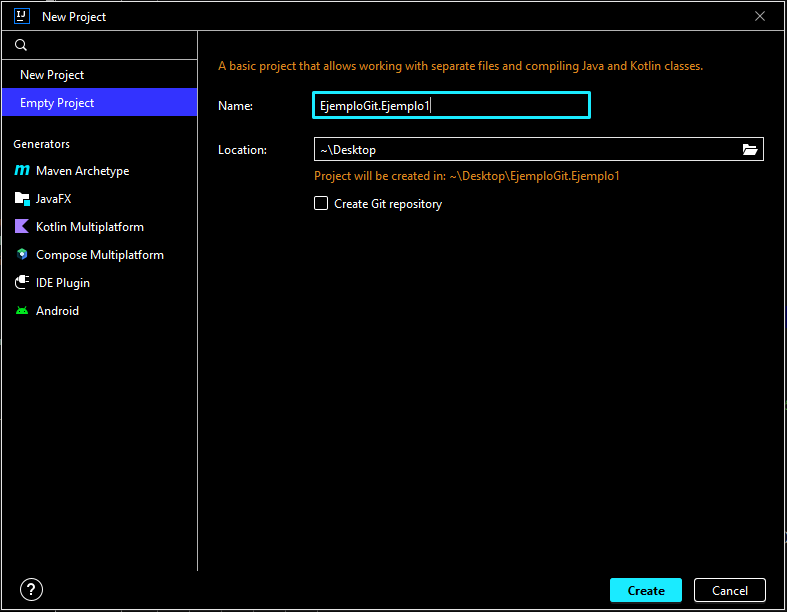 New Project
New Project
Empty Project
Generators
Maven Archetype
JavaFX
Kotlin Multiplatform
Compose Multiplatform
IDE Plugin
Android
A basic project that allows working with separate files and compiling Java and Kotlin classes.
Name: EjemploGit.Ejemplo1
Location: ~\Desktop
Project will be created in: ~\Desktop\EjemploGit.Ejemplo1
Create Git repository
? Create Cancel